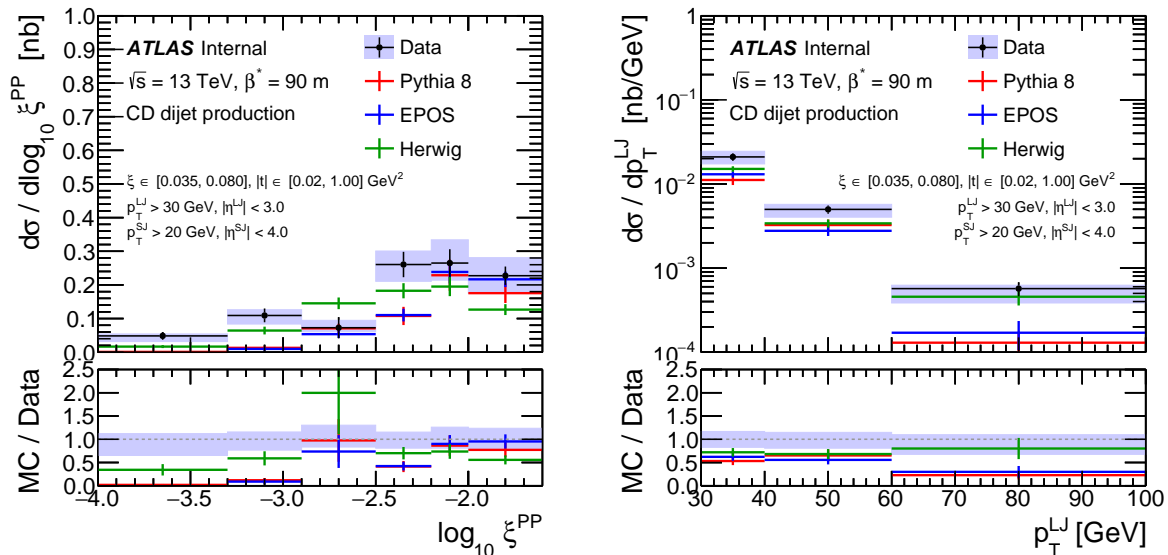 dσ / dlog₁₀ ξ^PP [nb]
1.0
0.9
0.8
0.7
0.6
0.5
0.4
0.3
0.2
0.1
0.0
ATLAS Internal
√s = 13 TeV, β* = 90 m
CD dijet production
Data
Pythia 8
EPOS
Herwig
ξ ∈ [0.035, 0.080], |t| ∈ [0.02, 1.00] GeV²
p_T^LJ > 30 GeV, |η^LJ| < 3.0
p_T^SJ > 20 GeV, |η^SJ| < 4.0
MC / Data
2.5
2.0
1.5
1.0
0.5
0.0
−4.0 −3.5 −3.0 −2.5 −2.0
log₁₀ ξ^PP
dσ / dp_T^LJ [nb/GeV]
1
10⁻¹
10⁻²
10⁻³
10⁻⁴
ATLAS Internal
√s = 13 TeV, β* = 90 m
CD dijet production
Data
Pythia 8
EPOS
Herwig
ξ ∈ [0.035, 0.080], |t| ∈ [0.02, 1.00] GeV²
p_T^LJ > 30 GeV, |η^LJ| < 3.0
p_T^SJ > 20 GeV, |η^SJ| < 4.0
MC / Data
2.5
2.0
1.5
1.0
0.5
0.0
30 40 50 60 70 80 90 100
p_T^LJ [GeV]